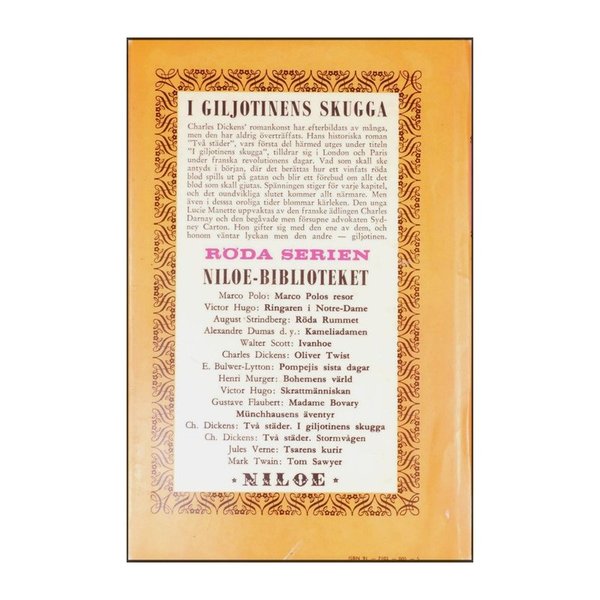 I GILJOTINENS SKUGGA
Charles Dickens' romankonst har efterbildats av många,
men den har aldrig överträffats. Hans historiska roman
"Två städer", vars första del härmed utges under titeln
"I giljotinens skugga", tilldrar sig i London och Paris
under franska revolutionens dagar. Vad som skall ske
antyds i början, där det berättas hur ett vinfats röda
blod spills ut på gatan och blir ett förebud om allt det
blod som skall gjutas. Spänningen stiger för varje kapitel,
och det oundvikliga slutet kommer allt närmare. Men
även i dessa oroliga tider blommar kärleken. Den unga
Lucie Manette uppvaktas av den franske ädlingen Charles
Darnay och den begåvade men försupne advokaten Syd-
ney Carton. Hon gifter sig med den ene av dem, och
honom väntar lyckan men den andre — giljotinen.
RÖDA SERIEN
NILOE-BIBLIOTEKET
Marco Polo: Marco Polos resor
Victor Hugo: Ringaren i Notre-Dame
August Strindberg: Röda Rummet
Alexandre Dumas d. y.: Kameliadamen
Walter Scott: Ivanhoe
Charles Dickens: Oliver Twist
E. Bulwer-Lytton: Pompejis sista dagar
Henri Murger: Bohemens värld
Victor Hugo: Skrattmänniskan
Gustave Flaubert: Madame Bovary
Münchhausens äventyr
Ch. Dickens: Två städer. I giljotinens skugga
Ch. Dickens: Två städer. Stormvågen
Jules Verne: Tsarens kurir
Mark Twain: Tom Sawyer
* NILOE *
ISBN 91